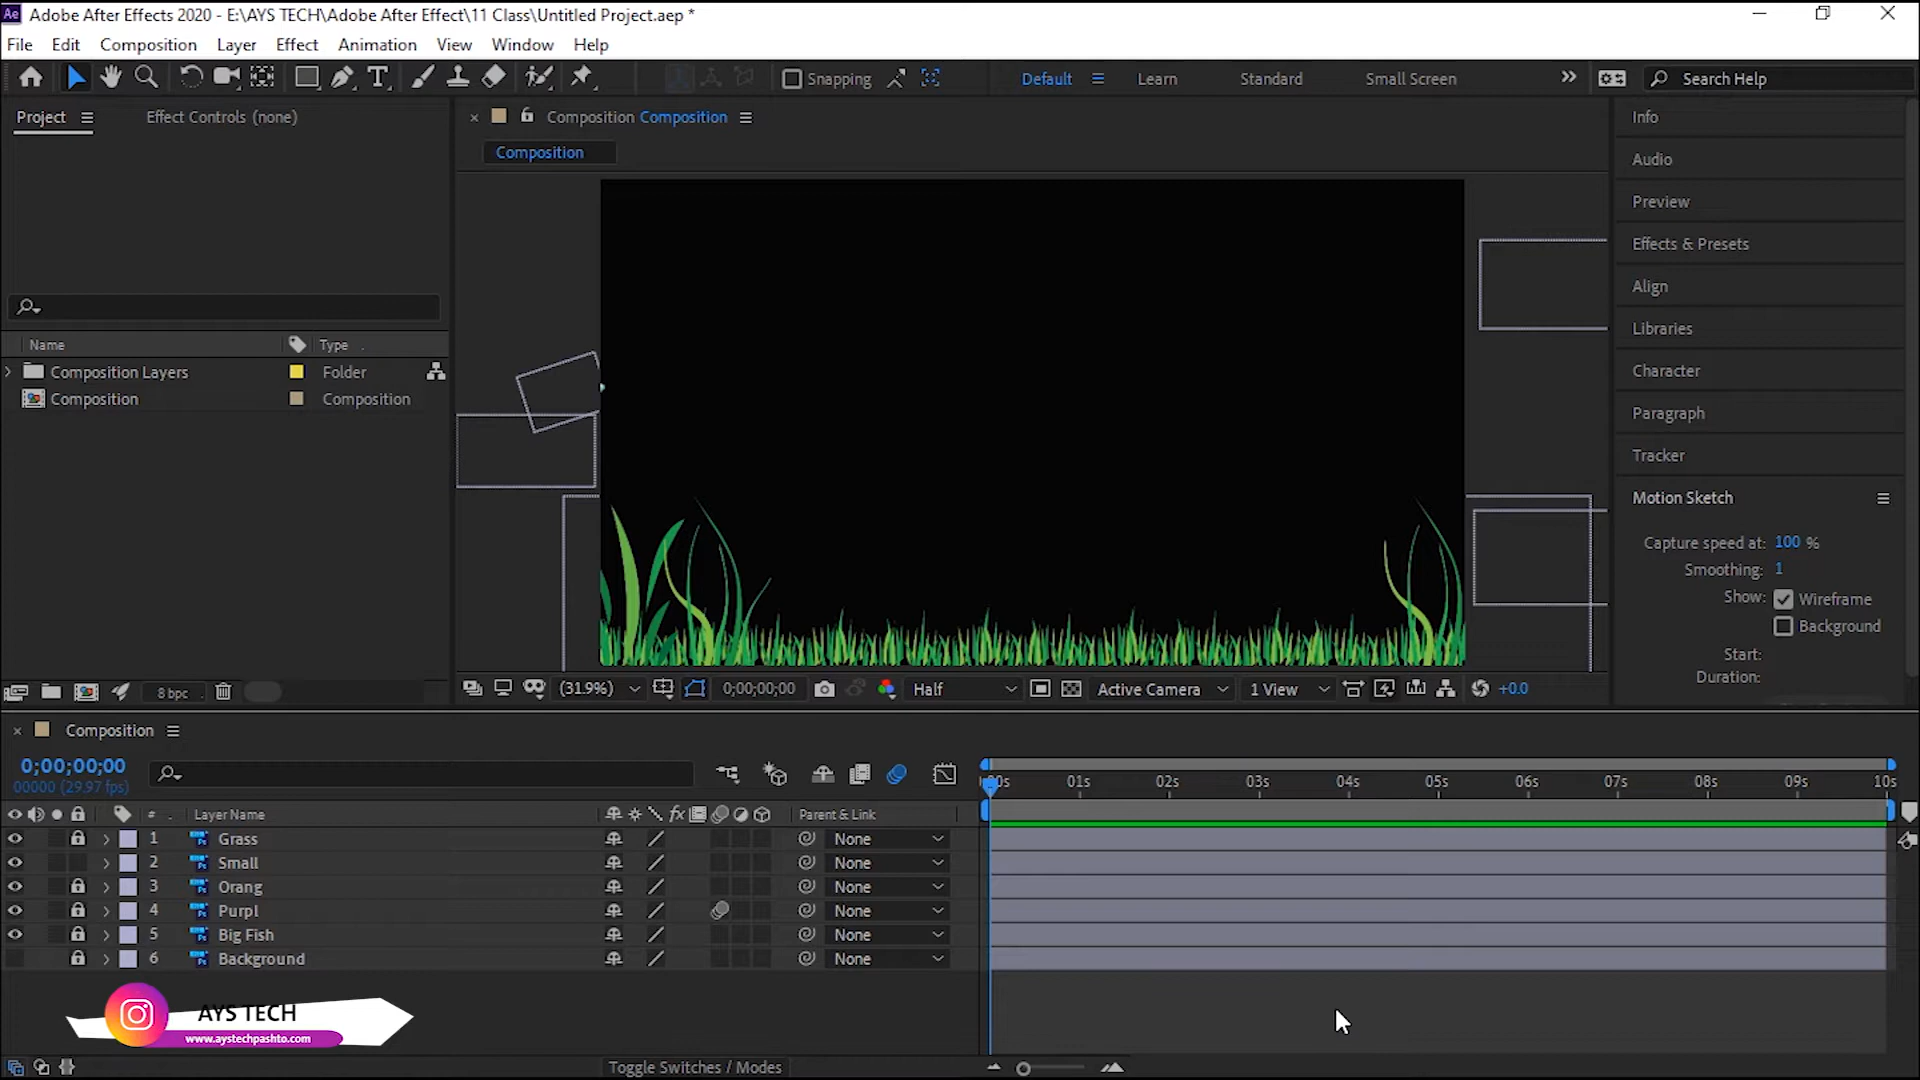 Adobe After Effects 2020 - E:\AYS TECH\Adobe After Effect\11 Class\Untitled Project.aep *
File Edit Composition Layer Effect Animation View Window Help
Snapping Default Learn Standard Small Screen Search Help
Project Effect Controls (none)
Composition Composition
Composition
Name Type
Composition Layers Folder
Composition Composition
8 bpc
(31.9%) 0;00;00;00 Half Active Camera 1 View +0.0
Info
Audio
Preview
Effects & Presets
Align
Libraries
Character
Paragraph
Tracker
Motion Sketch
Capture speed at: 100 %
Smoothing: 1
Show: Wireframe
Background
Start:
Duration:
Composition
0;00;00;00
00000 (29.97 fps)
01s 02s 03s 04s 05s 06s 07s 08s 09s 10s
# Layer Name fx Parent & Link
1 Grass None
2 Small None
3 Orang None
4 Purpl None
5 Big Fish None
6 Background None
AYS TECH
www.aystechpashto.com
Toggle Switches / Modes